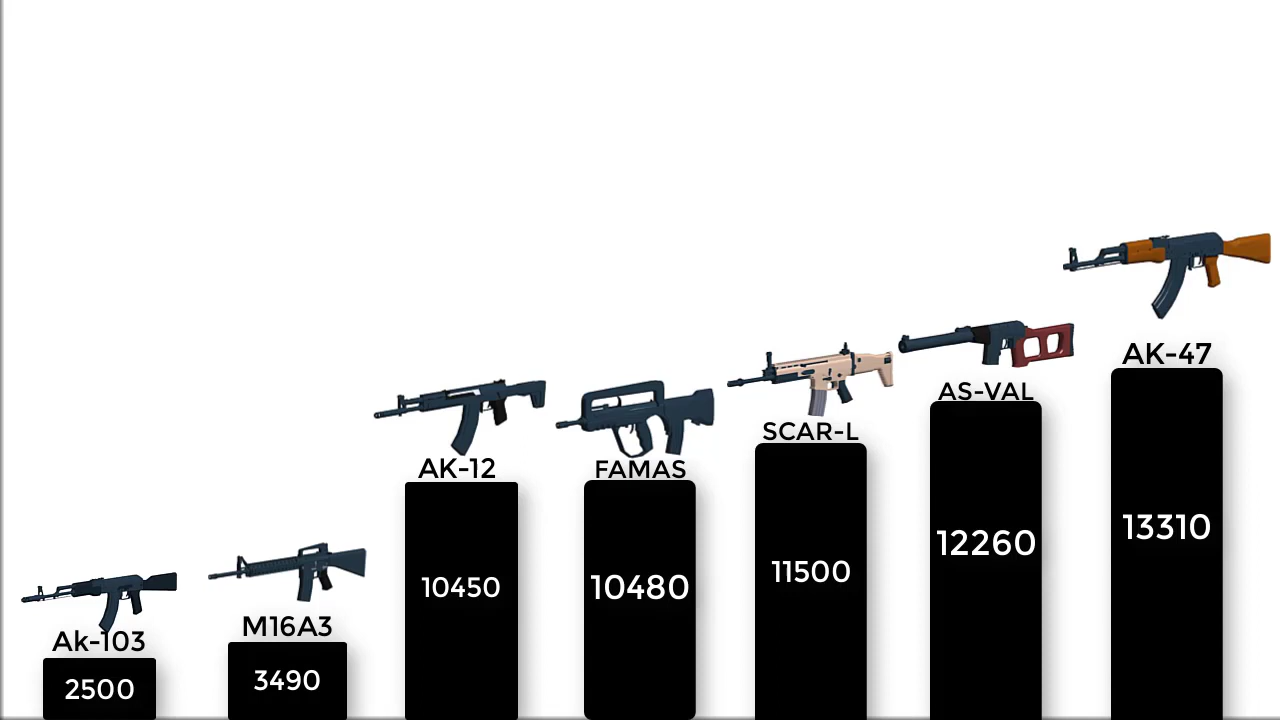 Ak-103
2500
M16A3
3490
AK-12
10450
FAMAS
10480
SCAR-L
11500
AS-VAL
12260
AK-47
13310